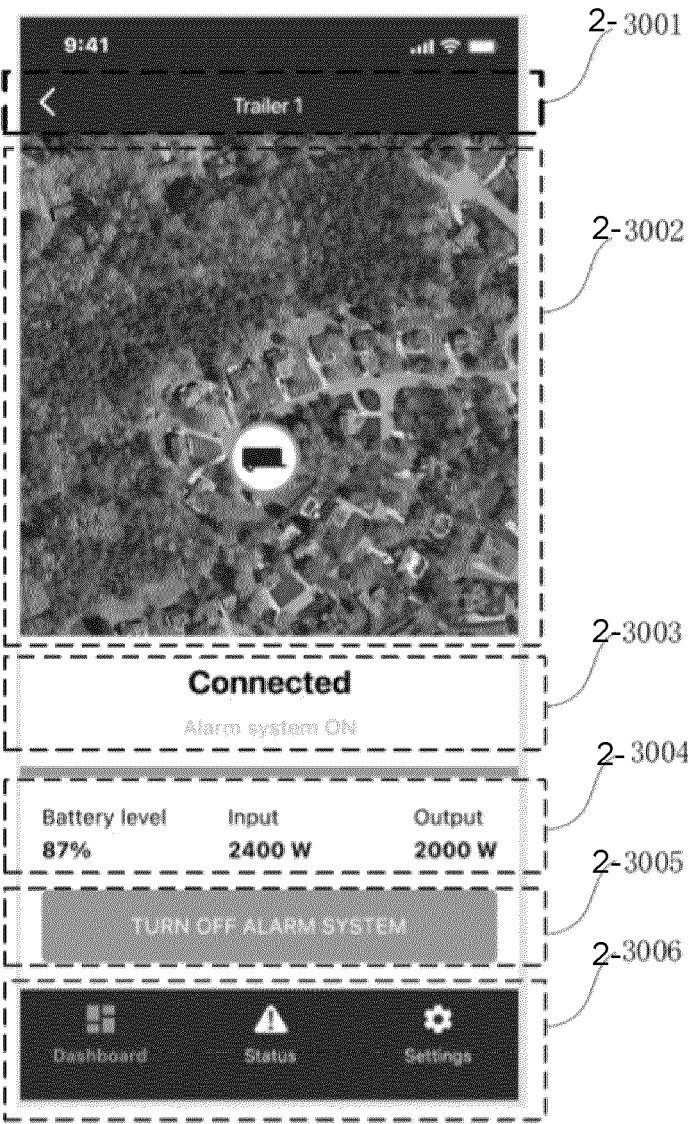 2-3001
9:41
Trailer 1
2-3002
2-3003
Connected
Alarm system ON
2-3004
Battery level Input Output
87% 2400 W 2000 W
2-3005
TURN OFF ALARM SYSTEM
2-3006
Dashboard Status Settings